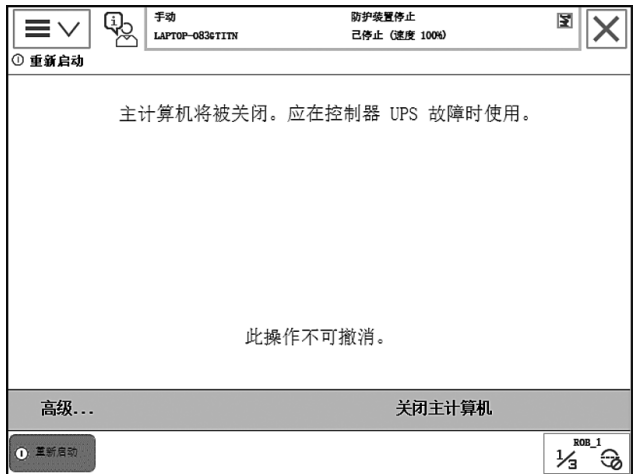 手动
防护装置停止
LAPTOP-083GTITN
己停止 (速度 100%)
重新启动
主计算机将被关闭。应在控制器 UPS 故障时使用。
此操作不可撤消。
高级...
关闭主计算机
重新启动
ROB_1
1/3